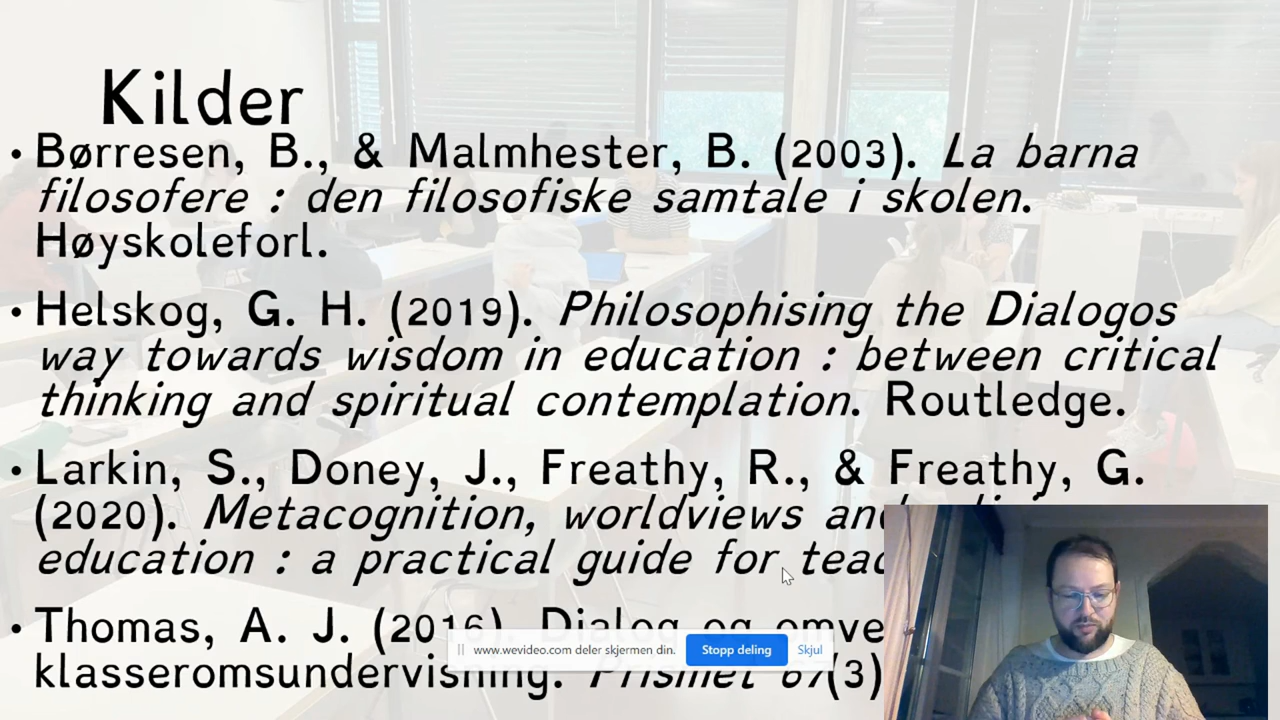 Kilder
• Børresen, B., & Malmhester, B. (2003). La barna
filosofere : den filosofiske samtale i skolen.
Høyskoleforl.
• Helskog, G. H. (2019). Philosophising the Dialogos
way towards wisdom in education : between critical
thinking and spiritual contemplation. Routledge.
• Larkin, S., Doney, J., Freathy, R., & Freathy, G.
(2020). Metacognition, worldviews and
education : a practical guide for
• Thomas, A. J. (2016). Dialog og
klasseromsundervisning. Prismet 67(3)
www.wevideo.com deler skjermen din.
Stopp deling
Skjul